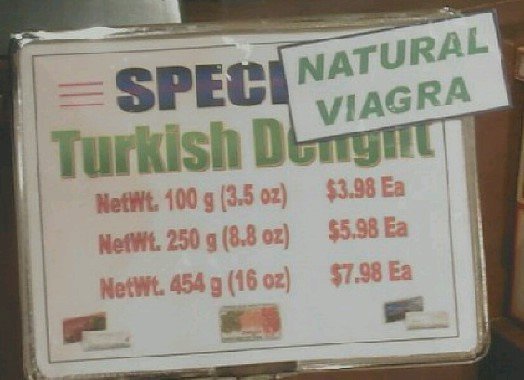 NATURAL
VIAGRA
SPECI
Turkish Delight
NetWt. 100 g (3.5 oz) $3.98 Ea
NetWt. 250 g (8.8 oz) $5.98 Ea
NetWt. 454 g (16 oz) $7.98 Ea